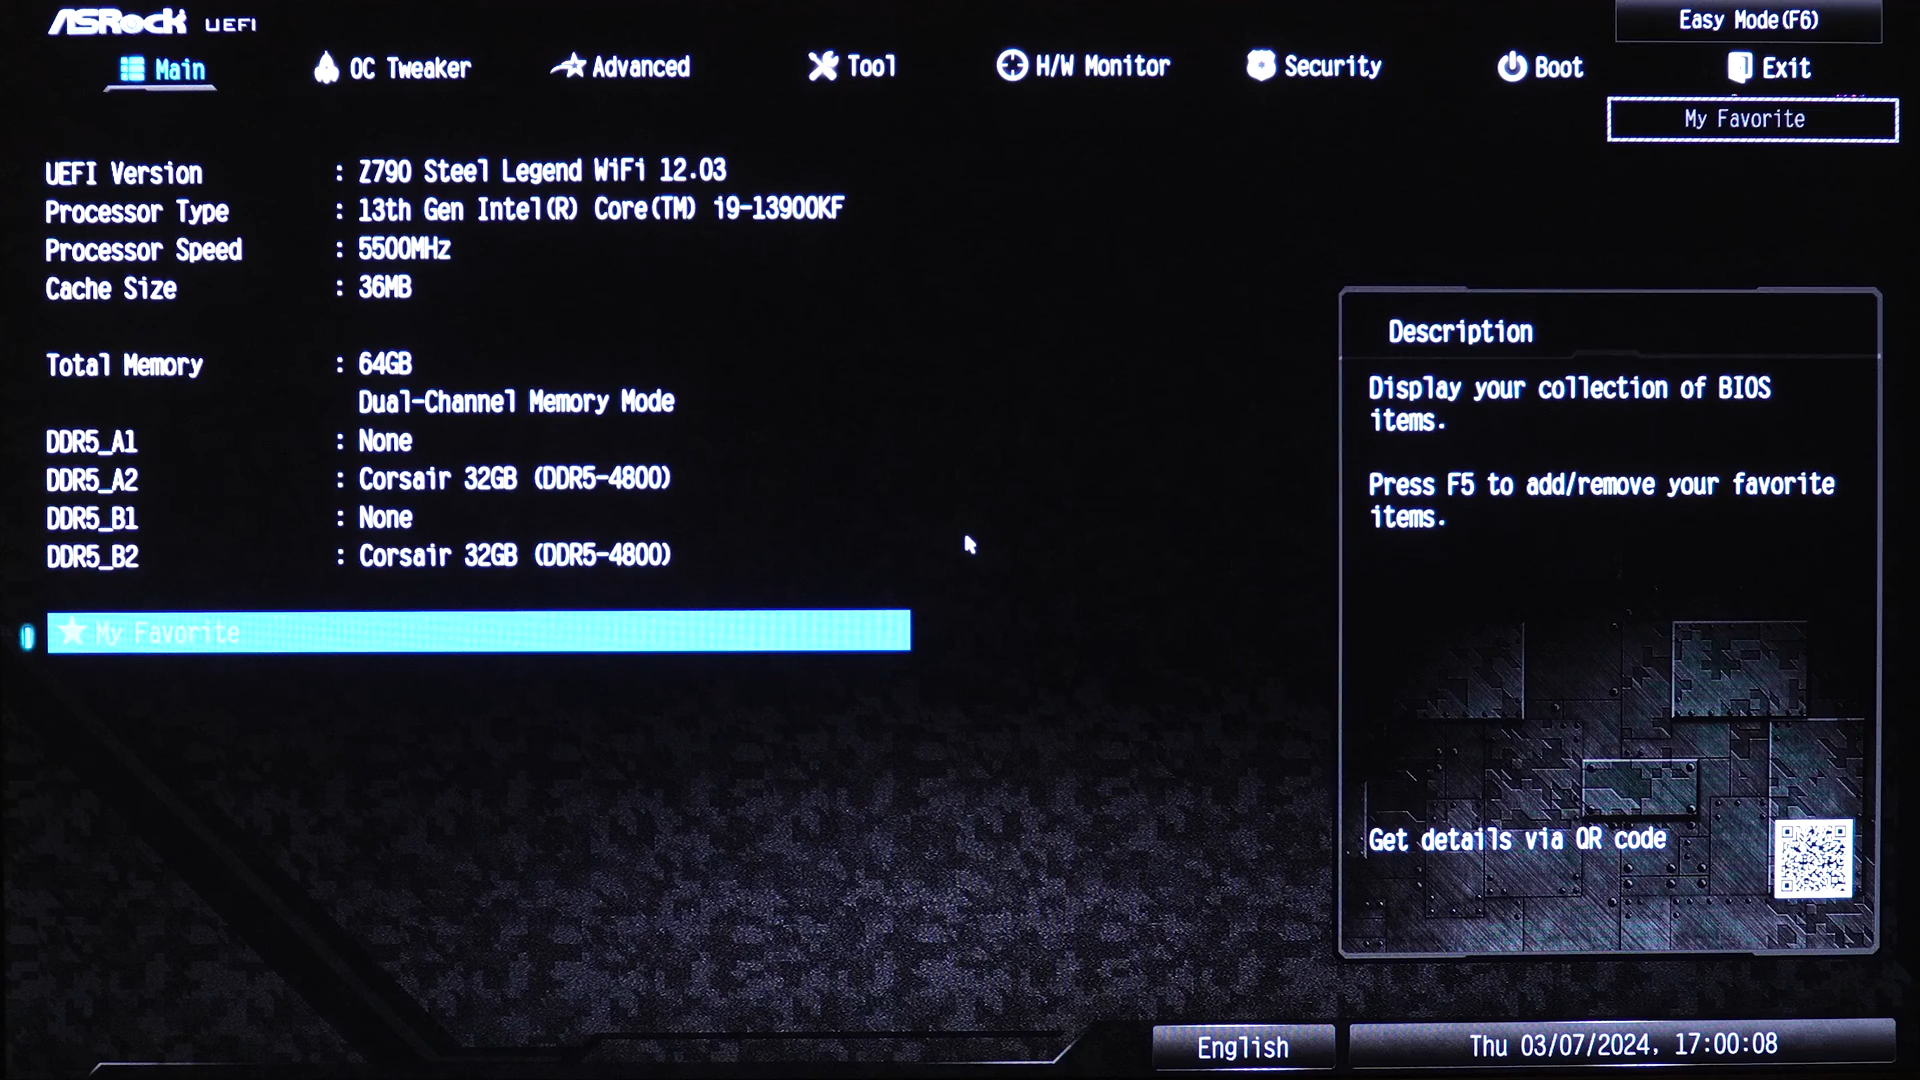 ASRock UEFI
Easy Mode(F6)
Main
OC Tweaker
Advanced
Tool
H/W Monitor
Security
Boot
Exit
My Favorite
UEFI Version : Z790 Steel Legend WiFi 12.03
Processor Type : 13th Gen Intel(R) Core(TM) i9-13900KF
Processor Speed : 5500MHz
Cache Size : 36MB
Total Memory : 64GB
Dual-Channel Memory Mode
DDR5_A1 : None
DDR5_A2 : Corsair 32GB (DDR5-4800)
DDR5_B1 : None
DDR5_B2 : Corsair 32GB (DDR5-4800)
My Favorite
Description
Display your collection of BIOS
items.
Press F5 to add/remove your favorite
items.
Get details via QR code
English
Thu 03/07/2024, 17:00:08